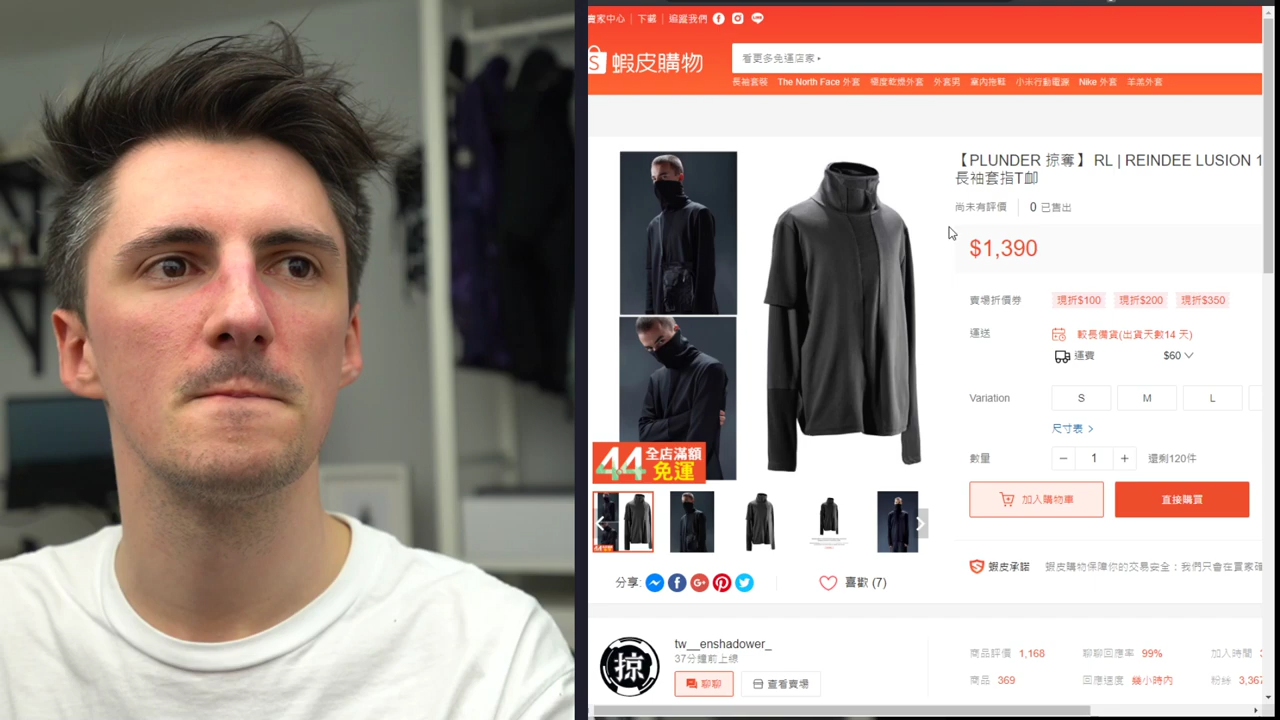 賣家中心 | 下載 | 追蹤我們
蝦皮購物
看更多免運店家
長袖套裝 The North Face 外套 極度乾燥外套 外套男 室內拖鞋 小米行動電源 Nike 外套 羊羔外套
【PLUNDER 掠奪】 RL | REINDEE LUSION 1
長袖套指T卹
尚未有評價 0 已售出
$1,390
賣場折價券 現折$100 現折$200 現折$350
運送 較長備貨(出貨天數14 天)
運費 $60
Variation S M L
尺寸表
數量 − 1 + 還剩120件
44 全店滿額
免運
加入購物車 直接購買
分享: 喜歡 (7)
蝦皮承諾 蝦皮購物保障你的交易安全：我們只會在買家確
掠
tw__enshadower_
37分鐘前上線
聊聊 查看賣場
商品評價 1,168 聊聊回應率 99% 加入時間
商品 369 回應速度 幾小時內 粉絲 3,367